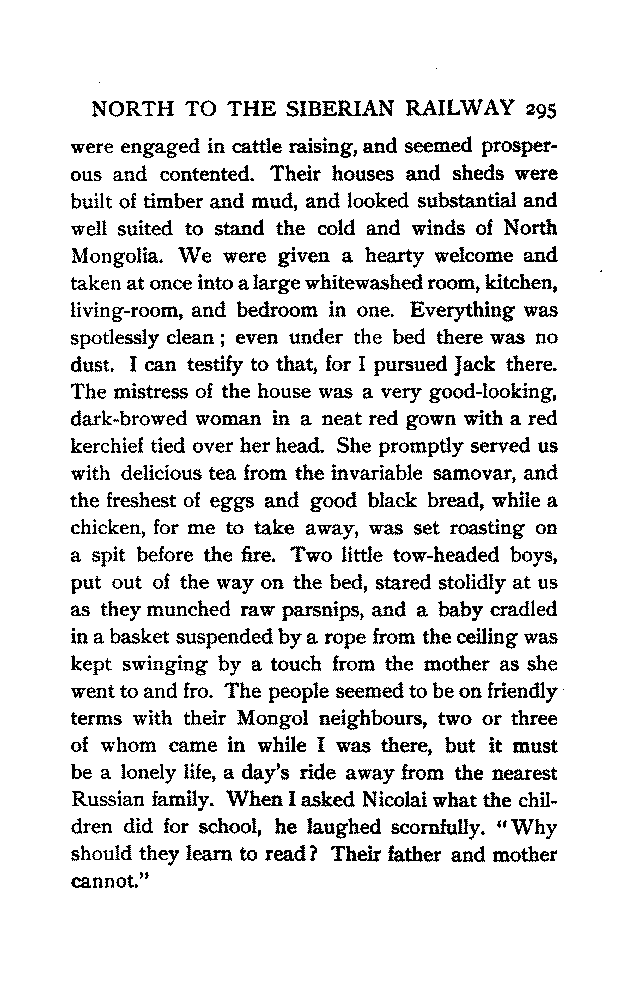 NORTH TO THE SIBERIAN RAILWAY 295
were engaged in cattle raising, and seemed prosper-
ous and contented. Their houses and sheds were
built of timber and mud, and looked substantial and
well suited to stand the cold and winds of North
Mongolia. We were given a hearty welcome and
taken at once into a large whitewashed room, kitchen,
living-room, and bedroom in one. Everything was
spotlessly clean ; even under the bed there was no
dust. I can testify to that, for I pursued Jack there.
The mistress of the house was a very good-looking,
dark-browed woman in a neat red gown with a red
kerchief tied over her head. She promptly served us
with delicious tea from the invariable samovar, and
the freshest of eggs and good black bread, while a
chicken, for me to take away, was set roasting on
a spit before the fire. Two little tow-headed boys,
put out of the way on the bed, stared stolidly at us
as they munched raw parsnips, and a baby cradled
in a basket suspended by a rope from the ceiling was
kept swinging by a touch from the mother as she
went to and fro. The people seemed to be on friendly
terms with their Mongol neighbours, two or three
of whom came in while I was there, but it must
be a lonely life, a day's ride away from the nearest
Russian family. When I asked Nicolai what the chil-
dren did for school, he laughed scornfully. "Why
should they learn to read? Their father and mother
cannot."